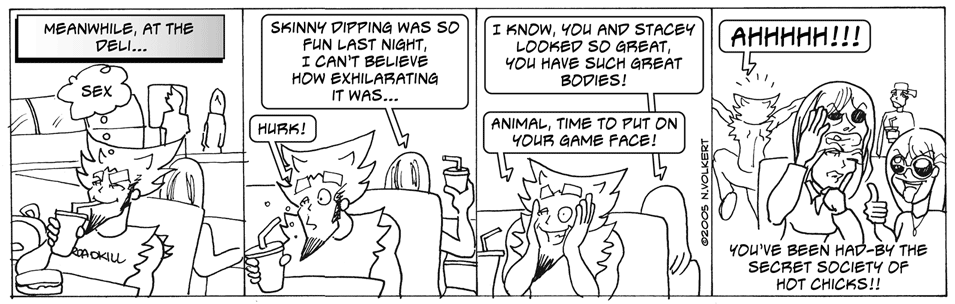 MEANWHILE, AT THE
DELI...
SEX
ROADKILL
SKINNY DIPPING WAS SO
FUN LAST NIGHT,
I CAN'T BELIEVE
HOW EXHILARATING
IT WAS...
HURK!
I KNOW, YOU AND STACEY
LOOKED SO GREAT,
YOU HAVE SUCH GREAT
BODIES!
ANIMAL, TIME TO PUT ON
YOUR GAME FACE!
©2005 N.VOLKERT
AHHHHH!!!
YOU'VE BEEN HAD-BY THE
SECRET SOCIETY OF
HOT CHICKS!!